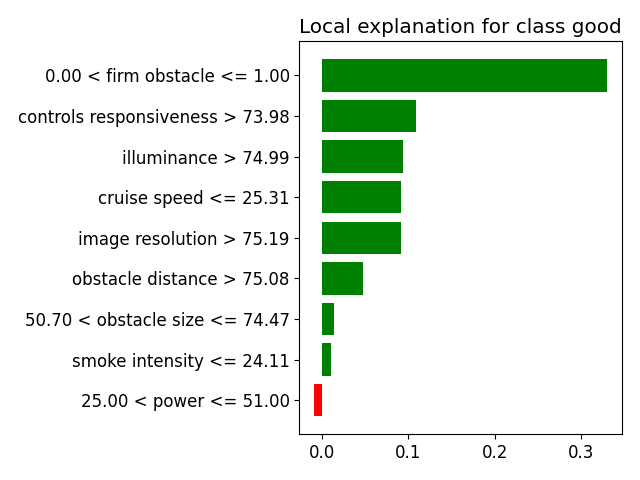 Local explanation for class good
0.00 < firm obstacle <= 1.00
controls responsiveness > 73.98
illuminance > 74.99
cruise speed <= 25.31
image resolution > 75.19
obstacle distance > 75.08
50.70 < obstacle size <= 74.47
smoke intensity <= 24.11
25.00 < power <= 51.00
0.0 0.1 0.2 0.3